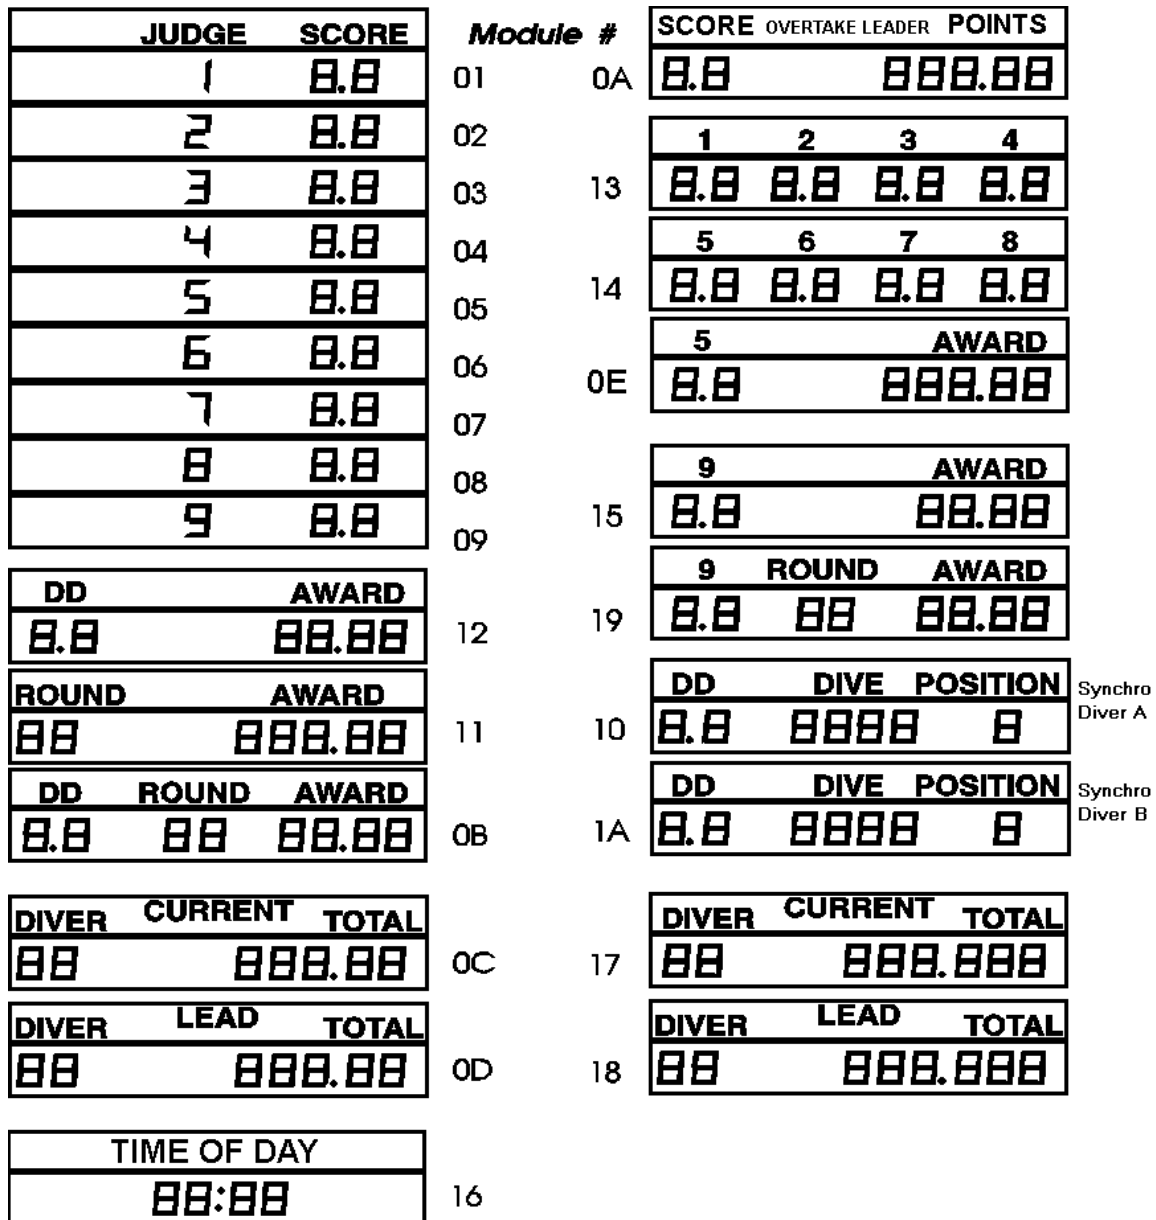 JUDGE SCORE
1 8.8
2 8.8
3 8.8
4 8.8
5 8.8
6 8.8
7 8.8
8 8.8
9 8.8
Module #
01
02
03
04
05
06
07
08
09
DD AWARD
8.8 88.88
12
ROUND AWARD
88 888.88
11
DD ROUND AWARD
8.8 88 88.88
0B
DIVER CURRENT TOTAL
88 888.88
0C
DIVER LEAD TOTAL
88 888.88
0D
TIME OF DAY
88:88
16
SCORE OVERTAKE LEADER POINTS
0A 8.8 888.88
1 2 3 4
13 8.8 8.8 8.8 8.8
5 6 7 8
14 8.8 8.8 8.8 8.8
5 AWARD
0E 8.8 888.88
9 AWARD
15 8.8 88.88
9 ROUND AWARD
19 8.8 88 88.88
DD DIVE POSITION
10 8.8 8888 8
Synchro
Diver A
DD DIVE POSITION
1A 8.8 8888 8
Synchro
Diver B
DIVER CURRENT TOTAL
17 88 888.888
DIVER LEAD TOTAL
18 88 888.888